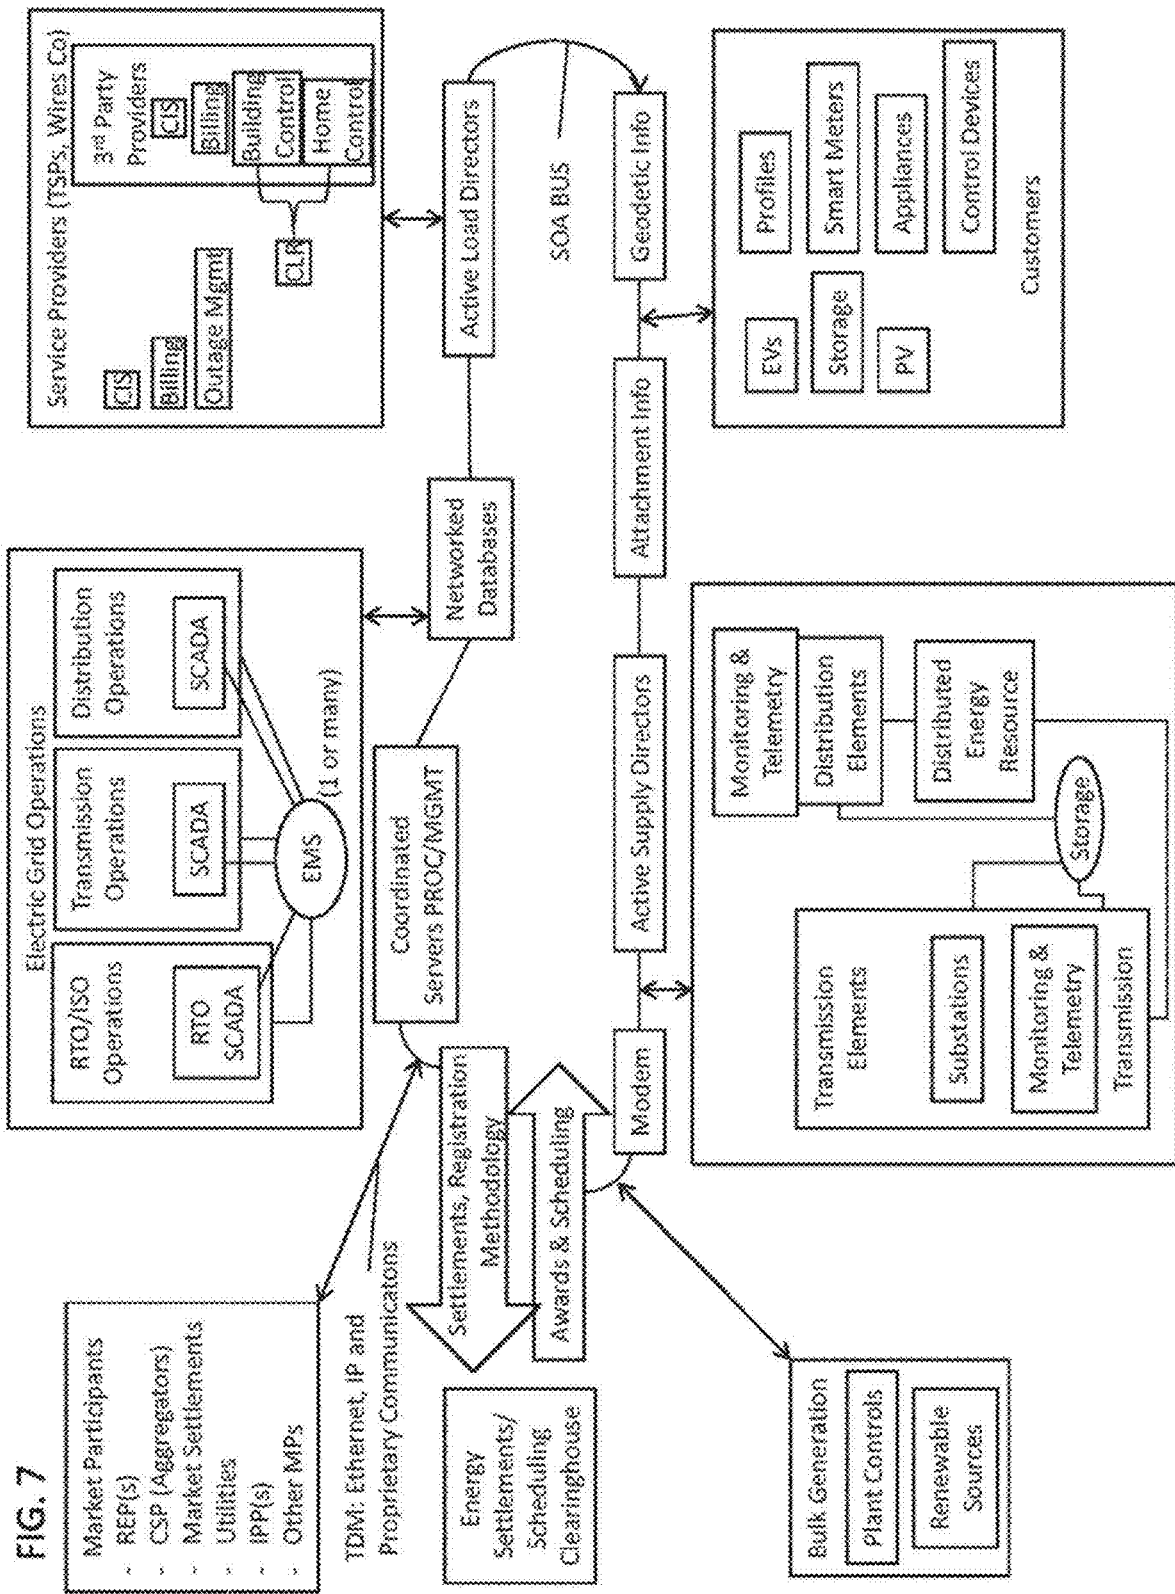 FIG. 7
Market Participants
- REP(s)
- CSP (Aggregators)
- Market Settlements
- Utilities
- IPP(s)
- Other MPs
TDM: Ethernet, IP and
Proprietary Communicatons
Energy
Settlements/
Scheduling
Clearinghouse
Bulk Generation
Plant Controls
Renewable
Sources
Electric Grid Operations
RTO/ISO
Operations
RTO
SCADA
Transmission
Operations
SCADA
Distribution
Operations
SCADA
EMS
(1 or many)
Settlements, Registration
Methodology
Awards & Scheduling
Coordinated
Servers PROC/MGMT
Networked
Databases
Active Load Directors
SOA BUS
Modem
Active Supply Directors
Attachment Info
Geodetic Info
Service Providers (TSPs, Wires Co)
CIS
Billing
Outage Mgmt
CLR
3rd Party
Providers
CIS
Billing
Building
Control
Home
Control
Transmission
Elements
Substations
Monitoring &
Telemetry
Transmission
Storage
Monitoring &
Telemetry
Distribution
Elements
Distributed
Energy
Resource
EVs
Storage
PV
Profiles
Smart Meters
Appliances
Control Devices
Customers